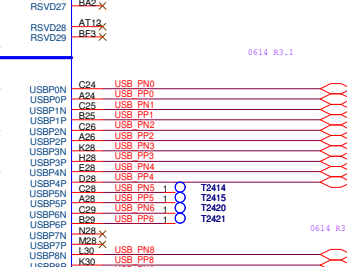 RSVD27 BA2
RSVD28 AT12
RSVD29 BF3
0614 R3.1
USBP0N C24 USB_PN0
USBP0P A24 USB_PP0
USBP1N C25 USB_PN1
USBP1P B25 USB_PP1
USBP2N C26 USB_PN2
USBP2P A26 USB_PP2
USBP3N K28 USB_PN3
USBP3P H28 USB_PP3
USBP4N E28 USB_PN4
USBP4P D28 USB_PP4
USBP5N C28 USB_PN5 1 T2414
USBP5P A28 USB_PP5 1 T2415
USBP6N C29 USB_PN6 1 T2420
USBP6P B29 USB_PP6 1 T2421
0614 R3
USBP7N N28
USBP7P M28
USBP8N L30 USB_PN8
USBP8P K30 USB_PP8